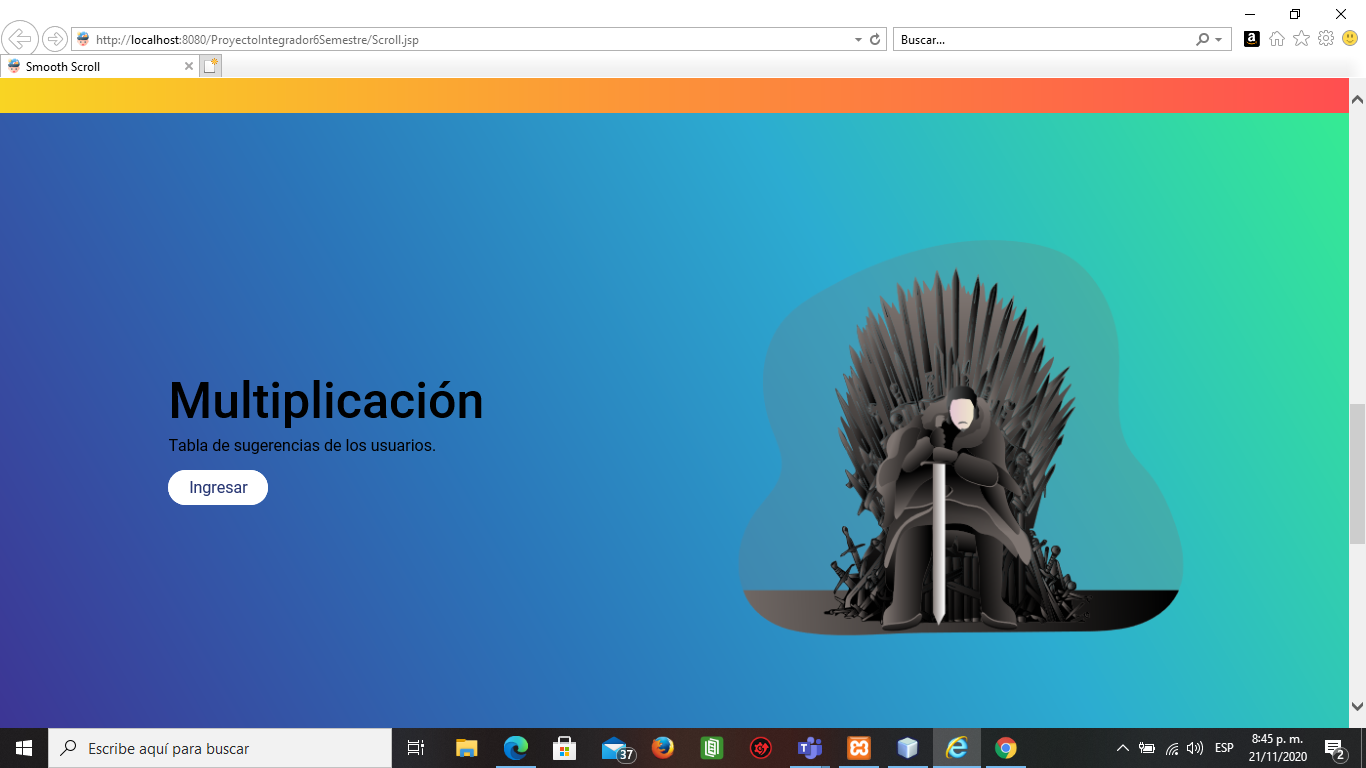 http://localhost:8080/ProyectoIntegrador6Semestre/Scroll.jsp
Buscar...
Smooth Scroll
Multiplicación
Tabla de sugerencias de los usuarios.
Ingresar
Escribe aquí para buscar
37
ESP
8:45 p. m.
21/11/2020
2